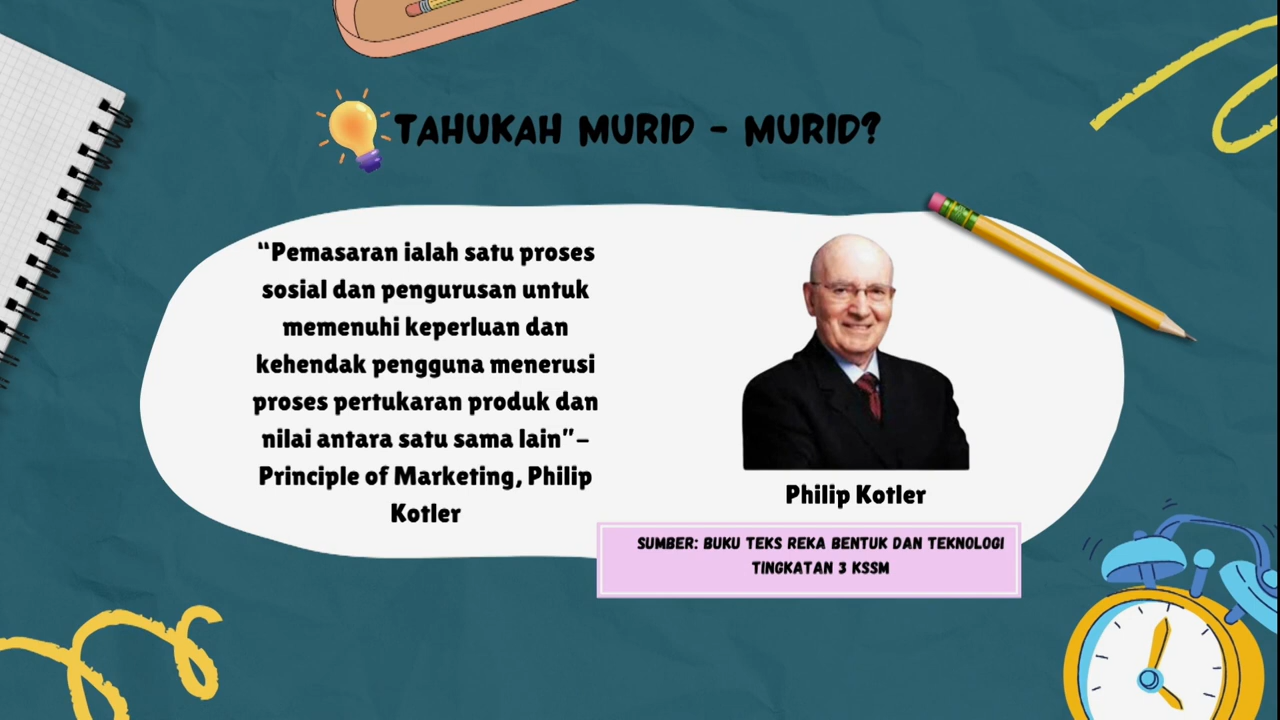 TAHUKAH MURID - MURID?
“Pemasaran ialah satu proses
sosial dan pengurusan untuk
memenuhi keperluan dan
kehendak pengguna menerusi
proses pertukaran produk dan
nilai antara satu sama lain”-
Principle of Marketing, Philip
Kotler
Philip Kotler
SUMBER: BUKU TEKS REKA BENTUK DAN TEKNOLOGI
TINGKATAN 3 KSSM